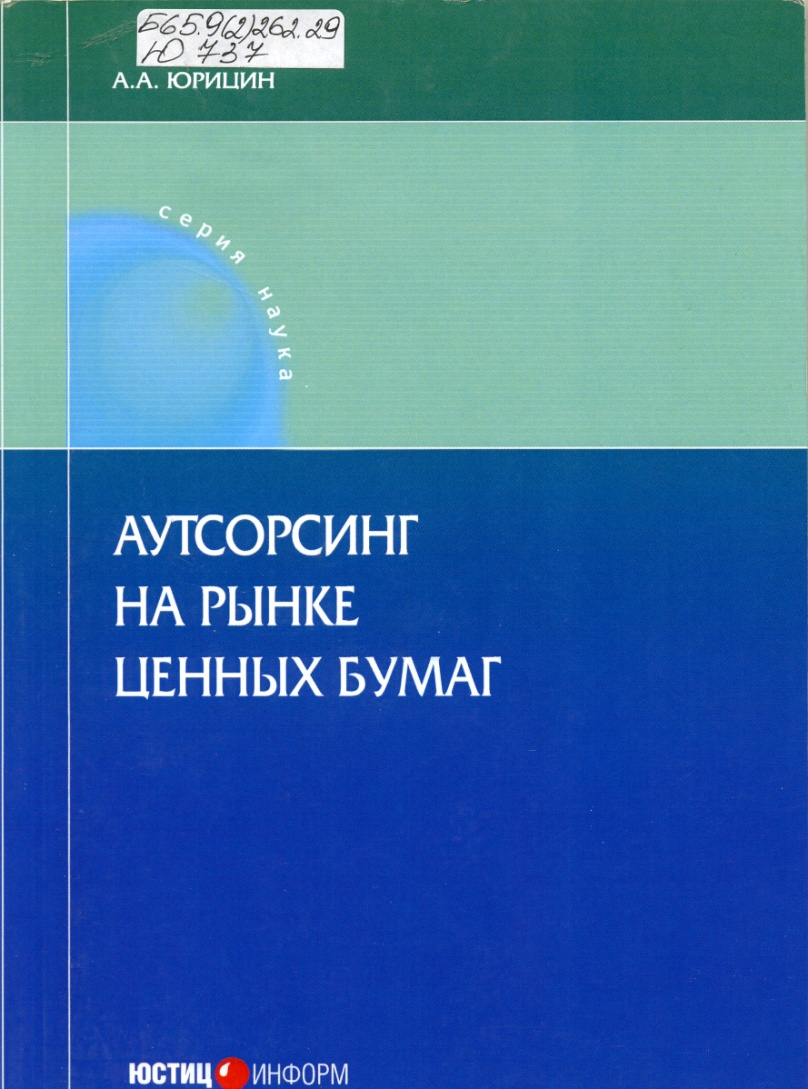 Б65.9(2)262.29
Ю 737
А.А. ЮРИЦИН
серия наука
АУТСОРСИНГ
НА РЫНКЕ
ЦЕННЫХ БУМАГ
ЮСТИЦ ИНФОРМ